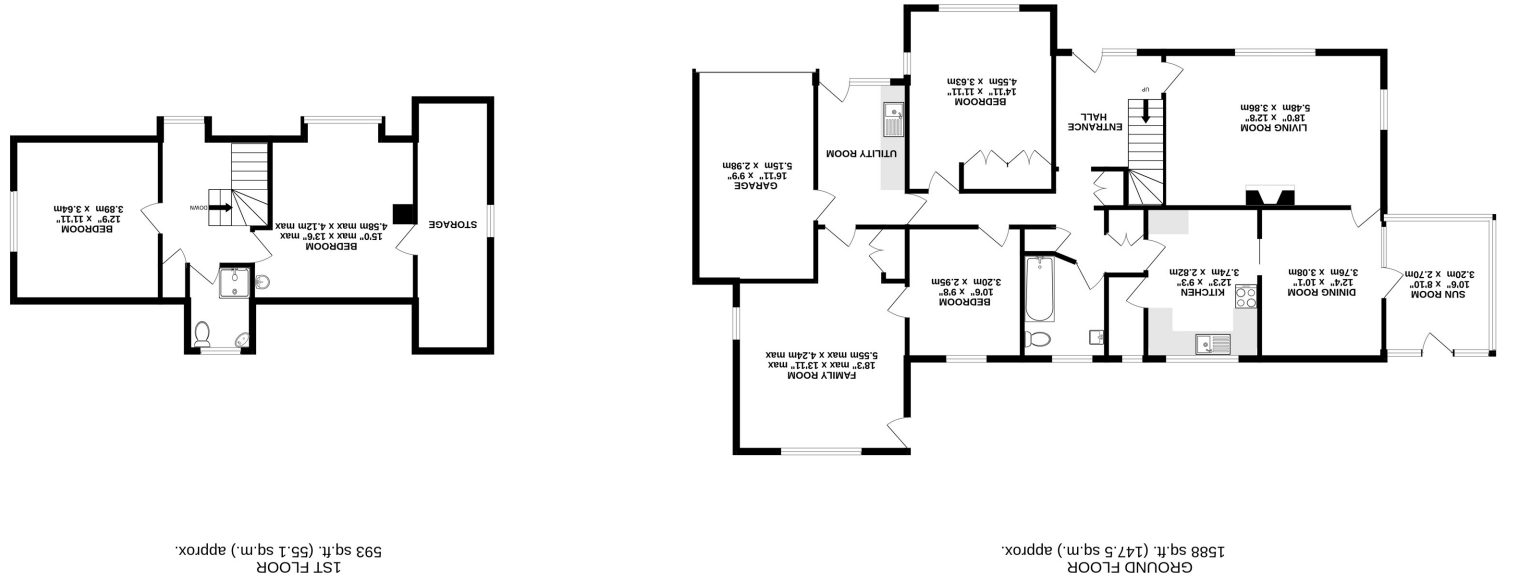 GROUND FLOOR
1588 sq.ft. (147.5 sq.m.) approx.
1ST FLOOR
593 sq.ft. (55.1 sq.m.) approx.
SUN ROOM
10'6" x 8'10"
3.20m x 2.70m
DINING ROOM
12'4" x 10'1"
3.76m x 3.08m
KITCHEN
12'3" x 9'3"
3.74m x 2.82m
BEDROOM
10'6" x 9'8"
3.20m x 2.95m
FAMILY ROOM
18'3" max x 13'11" max
5.55m max x 4.24m max
LIVING ROOM
18'0" x 12'8"
5.48m x 3.86m
UP
ENTRANCE
HALL
BEDROOM
14'11" x 11'11"
4.55m x 3.63m
UTILITY ROOM
GARAGE
16'11" x 9'9"
5.15m x 2.98m
STORAGE
BEDROOM
15'0" max x 13'6" max
4.58m max x 4.12m max
DOWN
BEDROOM
12'9" x 11'11"
3.89m x 3.64m